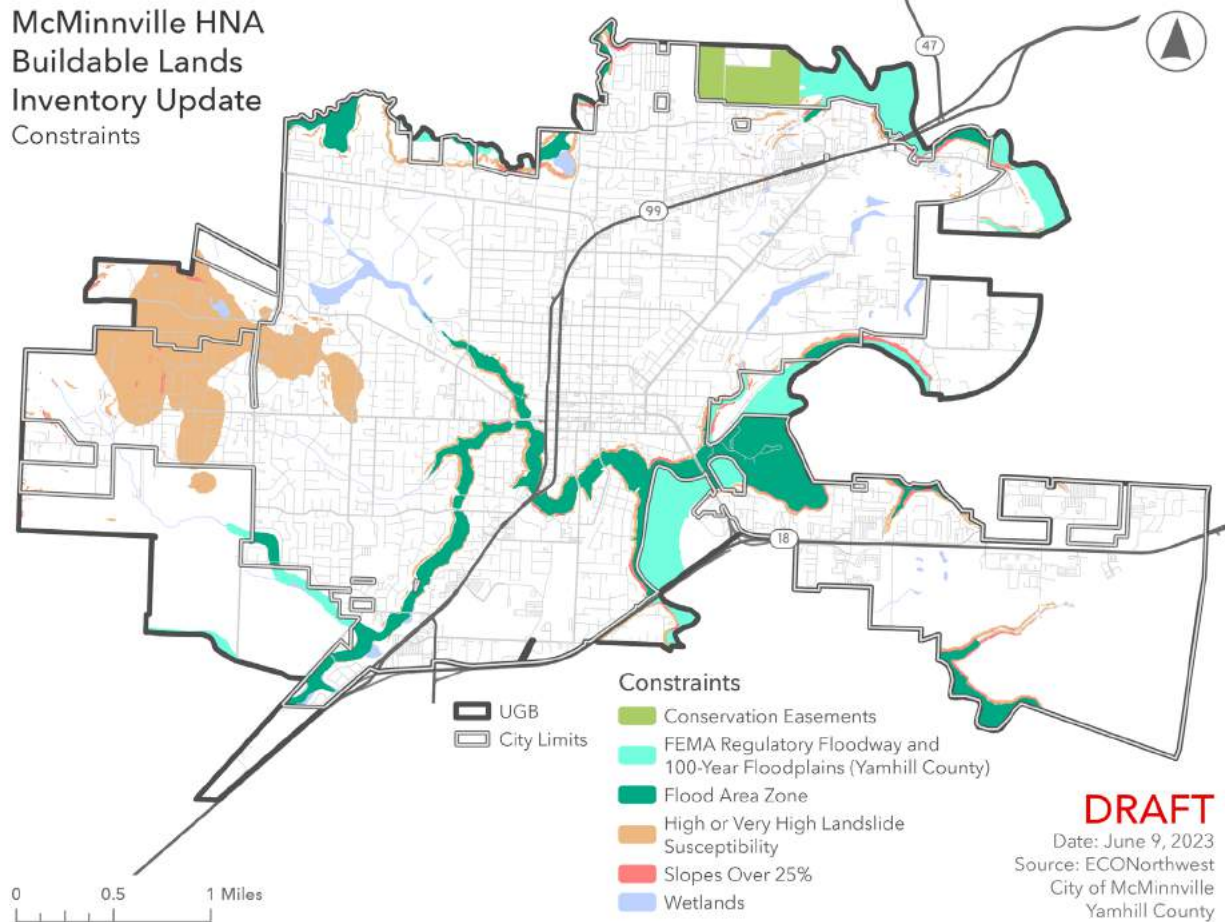 McMinnville HNA
Buildable Lands
Inventory Update
Constraints
47
99
18
UGB
City Limits
Constraints
Conservation Easements
FEMA Regulatory Floodway and
100-Year Floodplains (Yamhill County)
Flood Area Zone
High or Very High Landslide
Susceptibility
Slopes Over 25%
Wetlands
DRAFT
Date: June 9, 2023
Source: ECONorthwest
City of McMinnville
Yamhill County
0 0.5 1 Miles